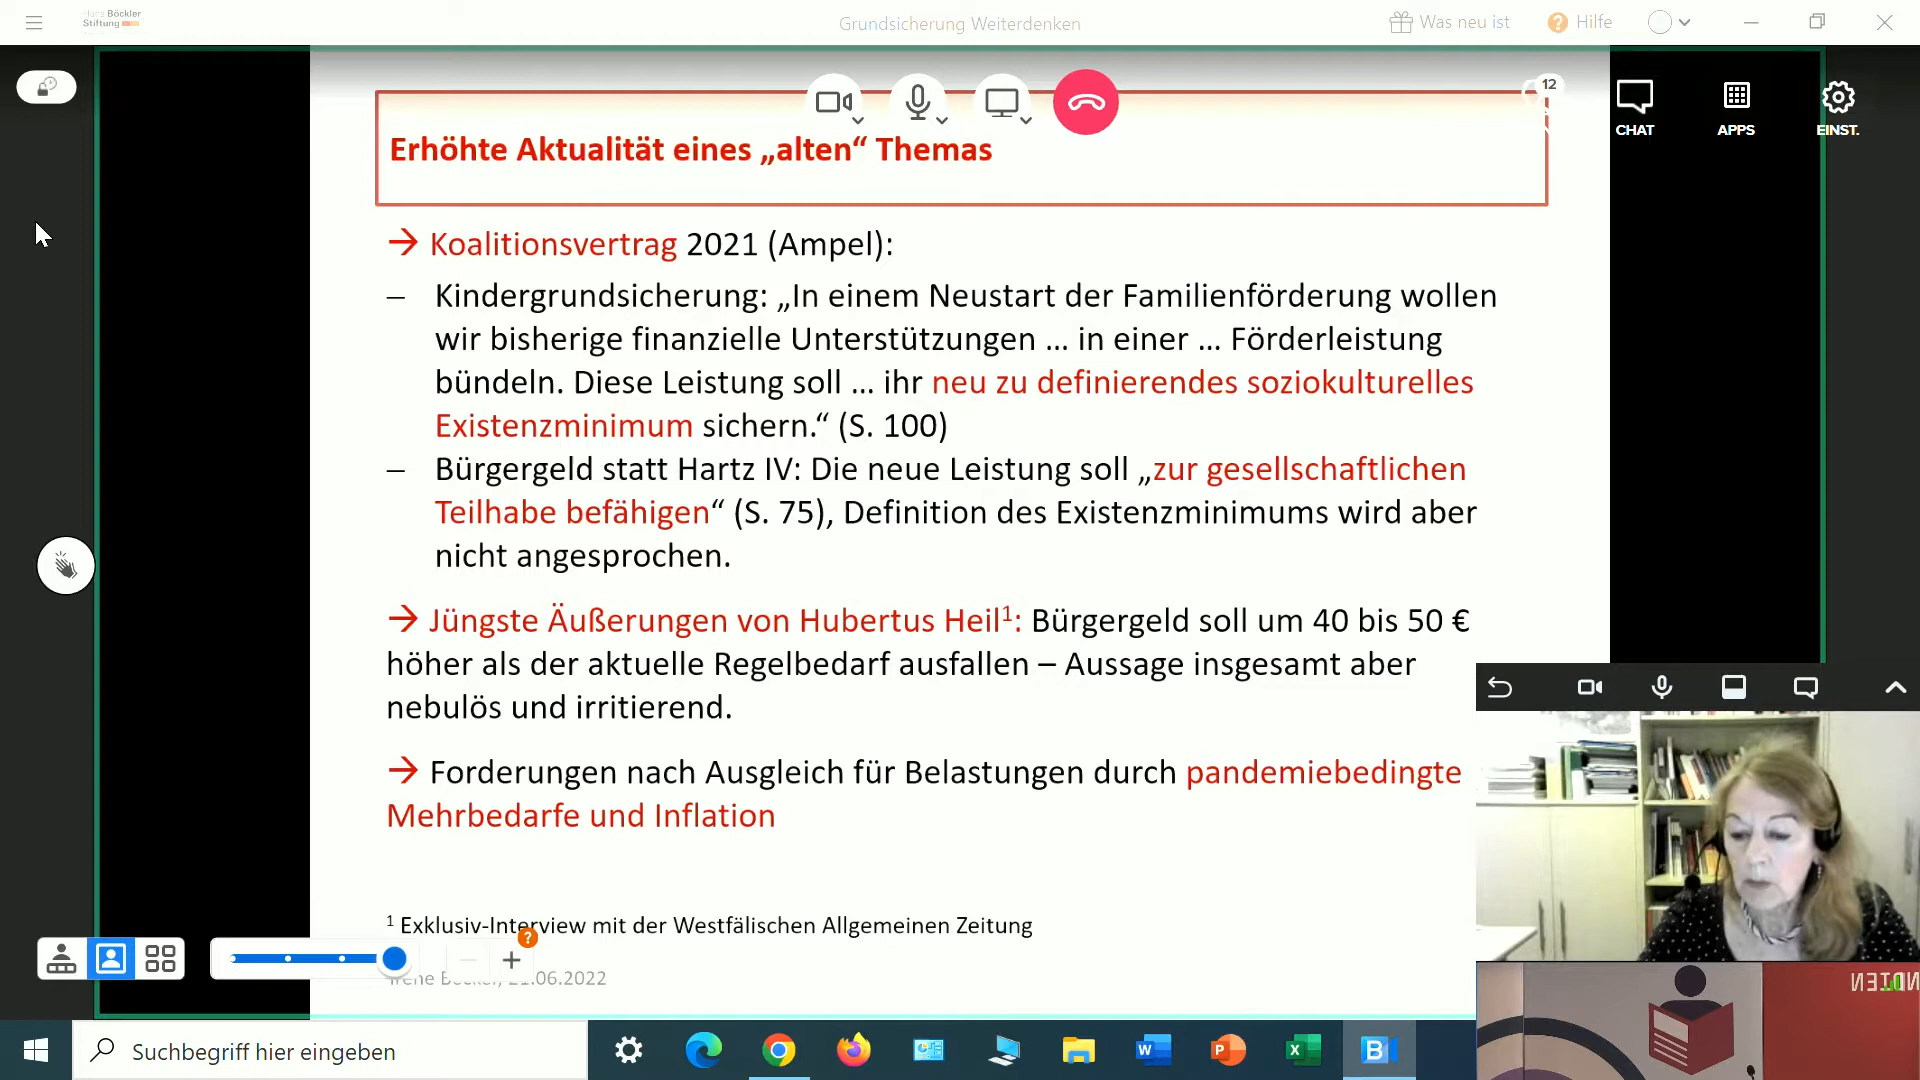 Hans Böckler
Stiftung
Grundsicherung Weiterdenken
Was neu ist
Hilfe
12
CHAT
APPS
EINST.
Erhöhte Aktualität eines „alten“ Themas
→ Koalitionsvertrag 2021 (Ampel):
– Kindergrundsicherung: „In einem Neustart der Familienförderung wollen
wir bisherige finanzielle Unterstützungen ... in einer ... Förderleistung
bündeln. Diese Leistung soll ... ihr neu zu definierendes soziokulturelles
Existenzminimum sichern.“ (S. 100)
– Bürgergeld statt Hartz IV: Die neue Leistung soll „zur gesellschaftlichen
Teilhabe befähigen“ (S. 75), Definition des Existenzminimums wird aber
nicht angesprochen.
→ Jüngste Äußerungen von Hubertus Heil¹: Bürgergeld soll um 40 bis 50 €
höher als der aktuelle Regelbedarf ausfallen – Aussage insgesamt aber
nebulös und irritierend.
→ Forderungen nach Ausgleich für Belastungen durch pandemiebedingte
Mehrbedarfe und Inflation
¹ Exklusiv-Interview mit der Westfälischen Allgemeinen Zeitung
Irene Becker, 21.06.2022
Suchbegriff hier eingeben